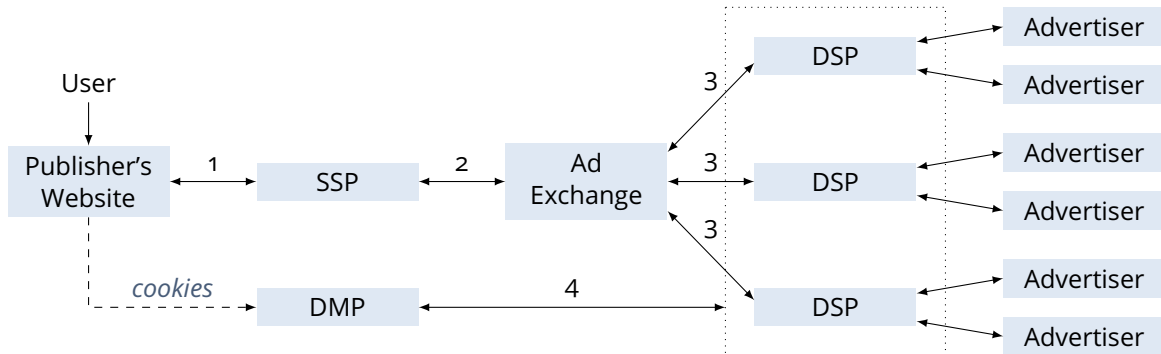 Advertiser
DSP
3
Advertiser
User
Publisher's
Website
1
SSP
2
Ad
Exchange
3
DSP
Advertiser
Advertiser
3
cookies
DMP
4
DSP
Advertiser
Advertiser